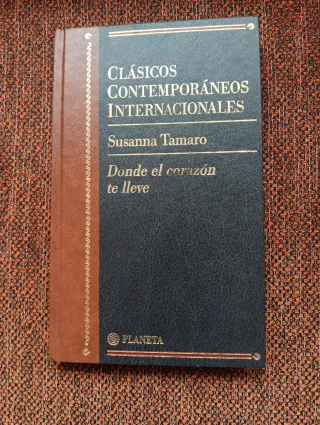 CLÁSICOS
CONTEMPORÁNEOS
INTERNACIONALES
Susanna Tamaro
Donde el corazón
te lleve
PLANETA